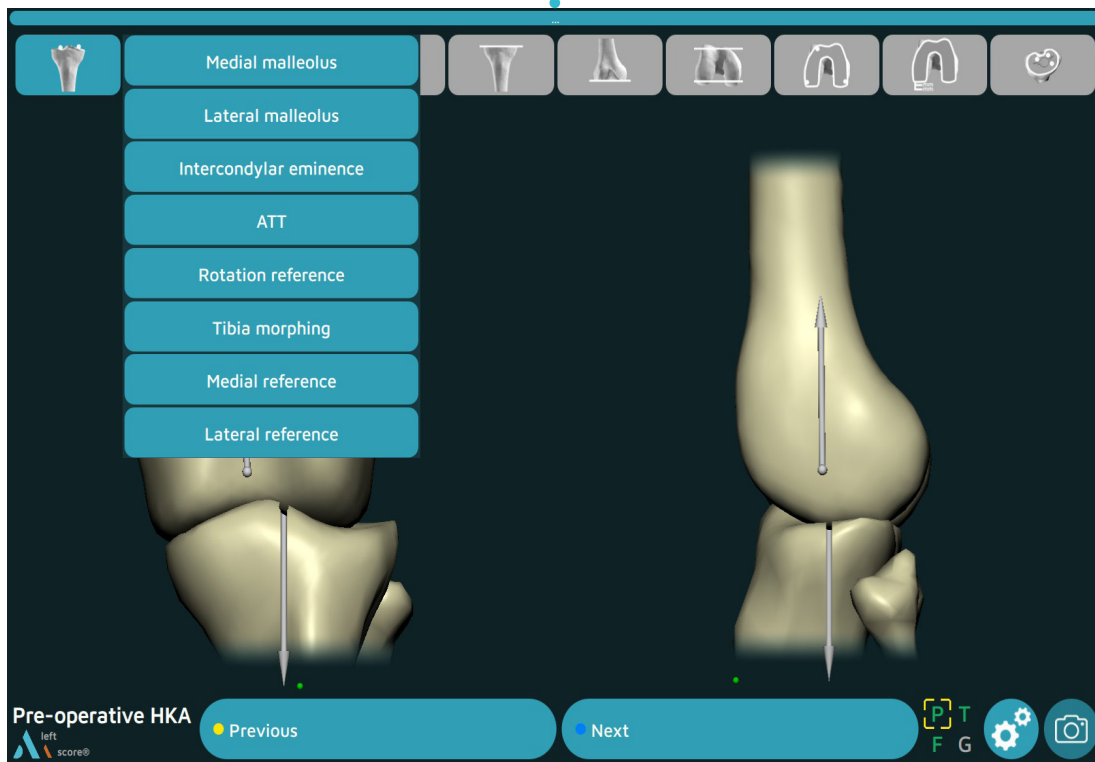 ...
Medial malleolus
Lateral malleolus
Intercondylar eminence
ATT
Rotation reference
Tibia morphing
Medial reference
Lateral reference
Pre-operative HKA
left
score®
Previous
Next
P T
F G